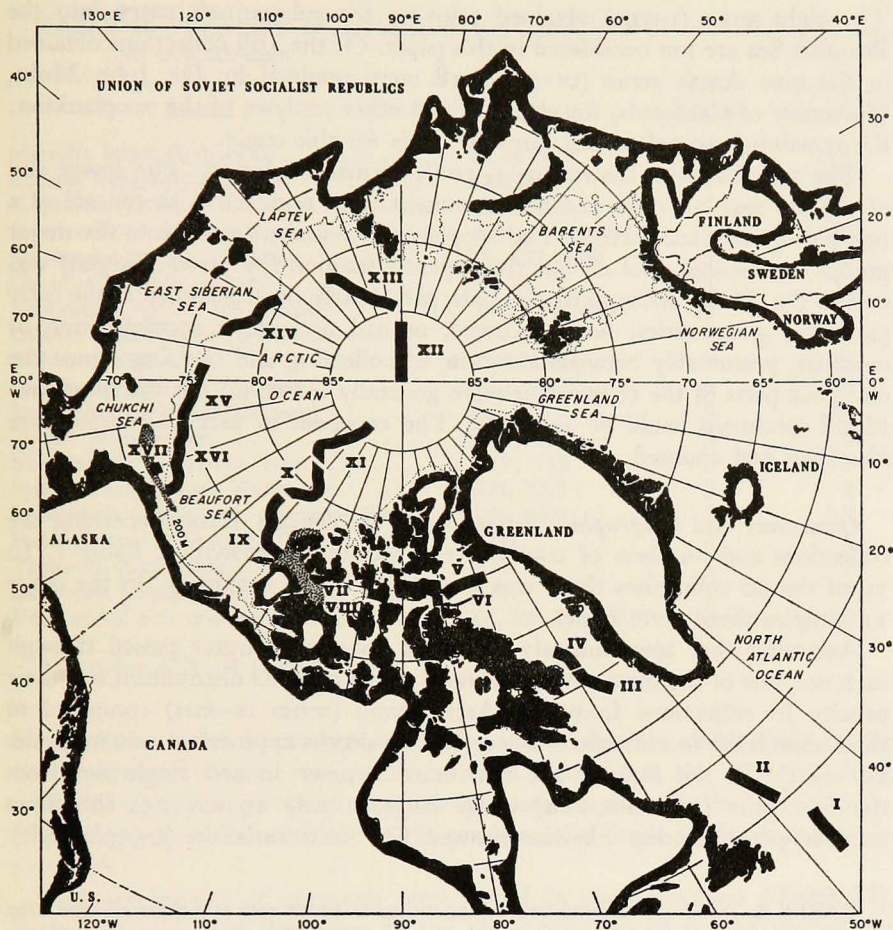 130°E 120° 110° 100° 90° 80° 70° 60° 50° 40°
40°
UNION OF SOVIET SOCIALIST REPUBLICS
30°
50°
LAPTEV
SEA
BARENTS
SEA
FINLAND
20°
60°
SWEDEN
XIII
EAST SIBERIAN
SEA
10°
NORWAY
70°
XIV
NORWEGIAN
SEA
ARCTIC
XII
E
80°
W
70° 75° 80° 85° 85° 80° 75° 70° 65° 60°
E
0°
W
OCEAN
XV
GREENLAND
SEA
CHUKCHI
SEA
70°
XVII
XVI
XI
X
10°
ICELAND
BEAUFORT
SEA
60°
ALASKA
IX
200M
GREENLAND
20°
V
50°
VII
VIII
VI
30°
IV
NORTH
ATLANTIC
OCEAN
40°
III
CANADA
II
40°
I
30°
U.S.
120°W 110° 100° 90° 80° 70° 60° 50°W